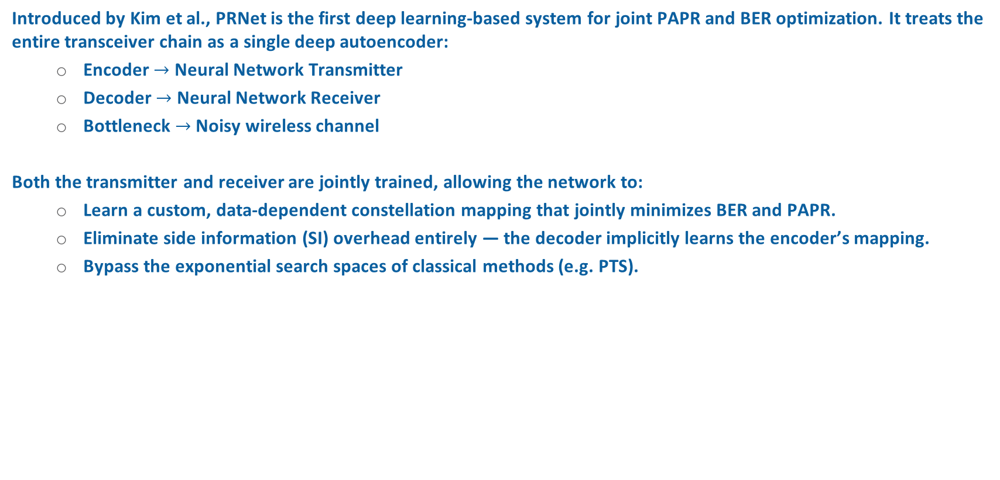 Introduced by Kim et al., PRNet is the first deep learning-based system for joint PAPR and BER optimization. It treats the
entire transceiver chain as a single deep autoencoder:
○ Encoder → Neural Network Transmitter
○ Decoder → Neural Network Receiver
○ Bottleneck → Noisy wireless channel
Both the transmitter and receiver are jointly trained, allowing the network to:
○ Learn a custom, data-dependent constellation mapping that jointly minimizes BER and PAPR.
○ Eliminate side information (SI) overhead entirely — the decoder implicitly learns the encoder’s mapping.
○ Bypass the exponential search spaces of classical methods (e.g. PTS).